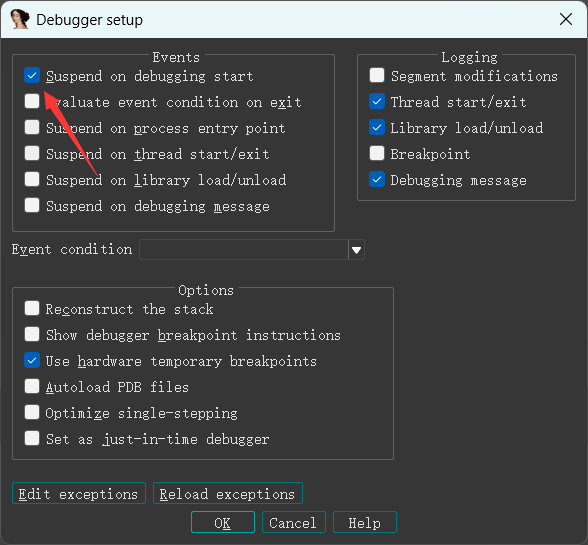 Debugger setup
Events
Suspend on debugging start
Evaluate event condition on exit
Suspend on process entry point
Suspend on thread start/exit
Suspend on library load/unload
Suspend on debugging message
Logging
Segment modifications
Thread start/exit
Library load/unload
Breakpoint
Debugging message
Event condition
Options
Reconstruct the stack
Show debugger breakpoint instructions
Use hardware temporary breakpoints
Autoload PDB files
Optimize single-stepping
Set as just-in-time debugger
Edit exceptions
Reload exceptions
OK
Cancel
Help